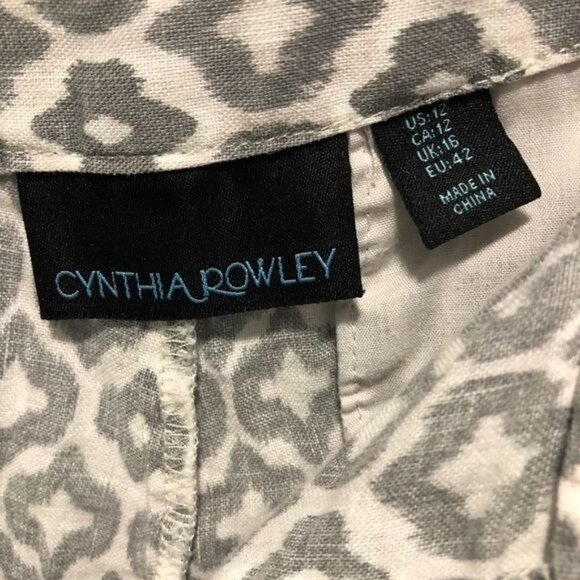 CYNTHIA ROWLEY
US: 12
CA: 12
UK: 16
EU: 42
MADE IN
CHINA